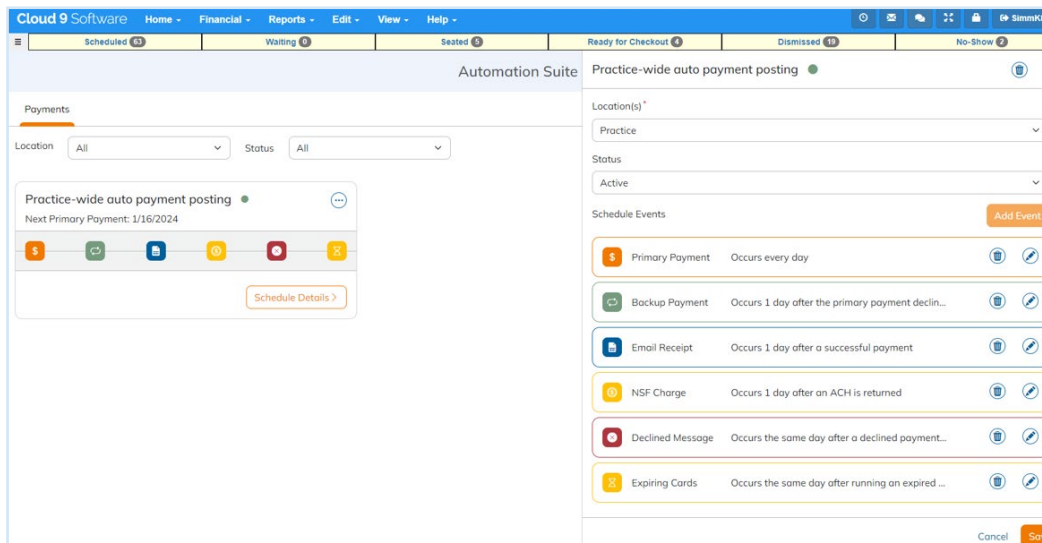 Cloud 9 Software Home Financial Reports Edit View Help SimmK
Scheduled 63 Waiting 0 Seated 5 Ready for Checkout 4 Dismissed 19 No-Show 2
Automation Suite
Payments
Location All Status All
Practice-wide auto payment posting
Next Primary Payment: 1/16/2024
$
Schedule Details >
Practice-wide auto payment posting
Location(s)*
Practice
Status
Active
Schedule Events Add Event
$ Primary Payment Occurs every day
Backup Payment Occurs 1 day after the primary payment declin...
Email Receipt Occurs 1 day after a successful payment
NSF Charge Occurs 1 day after an ACH is returned
Declined Message Occurs the same day after a declined payment...
Expiring Cards Occurs the same day after running an expired ...
Cancel Sa